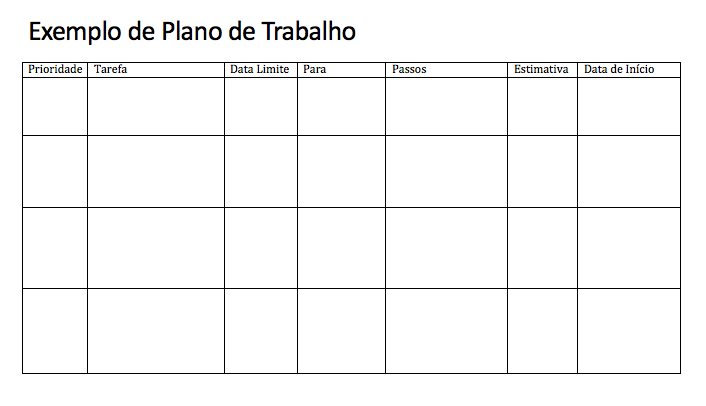 Exemplo de Plano de Trabalho
Prioridade Tarefa Data Limite Para Passos Estimativa Data de Início